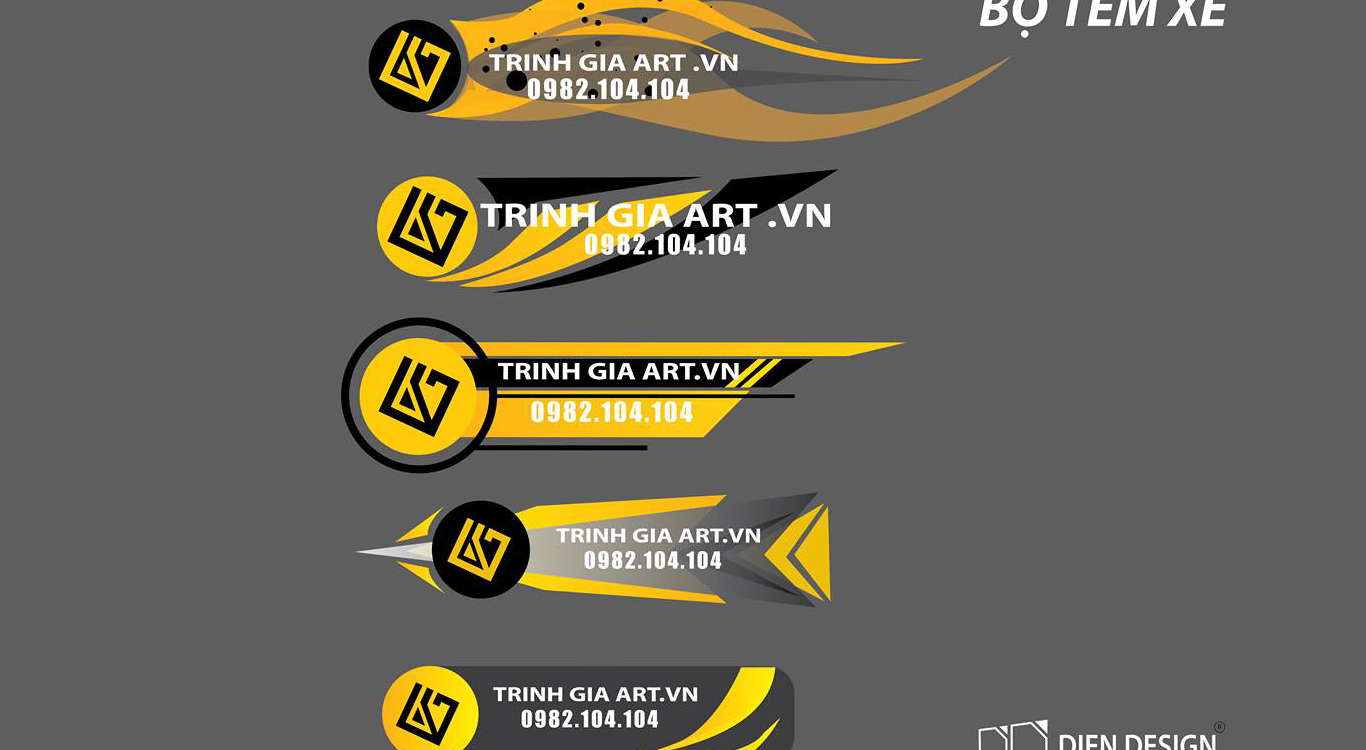 BỘ TEM XE
TRINH GIA ART .VN
0982.104.104
TRINH GIA ART .VN
0982.104.104
TRINH GIA ART.VN
0982.104.104
TRINH GIA ART.VN
0982.104.104
TRINH GIA ART.VN
0982.104.104
DIEN DESIGN®